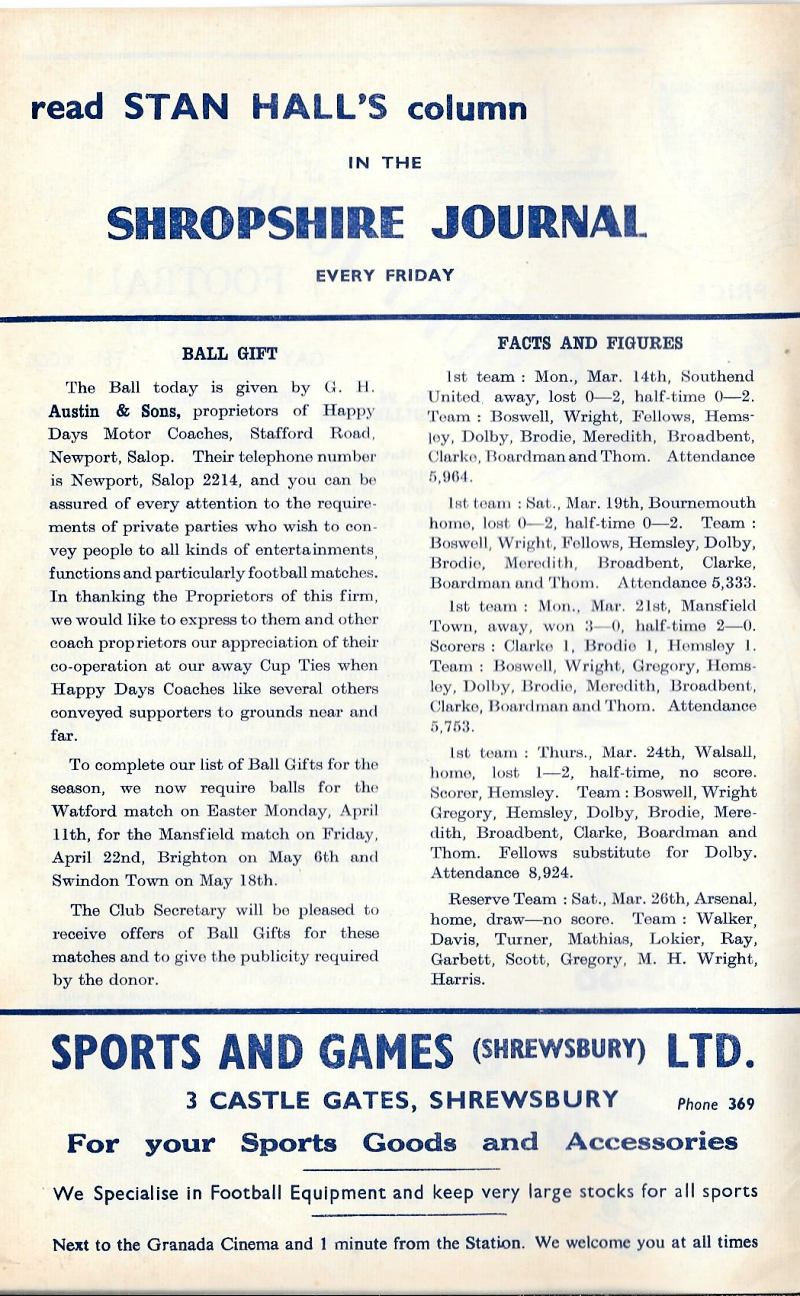 read STAN HALL'S column
IN THE
SHROPSHIRE JOURNAL
EVERY FRIDAY
BALL GIFT
The Ball today is given by G. H.
Austin & Sons, proprietors of Happy
Days Motor Coaches, Stafford Road,
Newport, Salop. Their telephone number
is Newport, Salop 2214, and you can be
assured of every attention to the require-
ments of private parties who wish to con-
vey people to all kinds of entertainments,
functions and particularly football matches.
In thanking the Proprietors of this firm,
we would like to express to them and other
coach proprietors our appreciation of their
co-operation at our away Cup Ties when
Happy Days Coaches like several others
conveyed supporters to grounds near and
far.
To complete our list of Ball Gifts for the
season, we now require balls for the
Watford match on Easter Monday, April
11th, for the Mansfield match on Friday,
April 22nd, Brighton on May 6th and
Swindon Town on May 18th.
The Club Secretary will be pleased to
receive offers of Ball Gifts for these
matches and to give the publicity required
by the donor.
FACTS AND FIGURES
1st team : Mon., Mar. 14th, Southend
United away, lost 0—2, half-time 0—2.
Team : Boswell, Wright, Fellows, Hems-
ley, Dolby, Brodie, Meredith, Broadbent,
Clarke, Boardman and Thom. Attendance
5,964.
1st team : Sat., Mar. 19th, Bournemouth
home, lost 0—2, half-time 0—2. Team :
Boswell, Wright, Fellows, Hemsley, Dolby,
Brodie, Meredith, Broadbent, Clarke,
Boardman and Thom. Attendance 5,333.
1st team : Mon., Mar. 21st, Mansfield
Town, away, won 3—0, half-time 2—0.
Scorers : Clarke 1, Brodie 1, Hemsley 1.
Team : Boswell, Wright, Gregory, Hems-
ley, Dolby, Brodie, Meredith, Broadbent,
Clarke, Boardman and Thom. Attendance
5,753.
1st team : Thurs., Mar. 24th, Walsall,
home, lost 1—2, half-time, no score.
Scorer, Hemsley. Team : Boswell, Wright
Gregory, Hemsley, Dolby, Brodie, Mere-
dith, Broadbent, Clarke, Boardman and
Thom. Fellows substitute for Dolby.
Attendance 8,924.
Reserve Team : Sat., Mar. 26th, Arsenal,
home, draw—no score. Team : Walker,
Davis, Turner, Mathias, Lokier, Ray,
Garbett, Scott, Gregory, M. H. Wright,
Harris.
SPORTS AND GAMES (SHREWSBURY) LTD.
3 CASTLE GATES, SHREWSBURY Phone 369
For your Sports Goods and Accessories
We Specialise in Football Equipment and keep very large stocks for all sports
Next to the Granada Cinema and 1 minute from the Station. We welcome you at all times